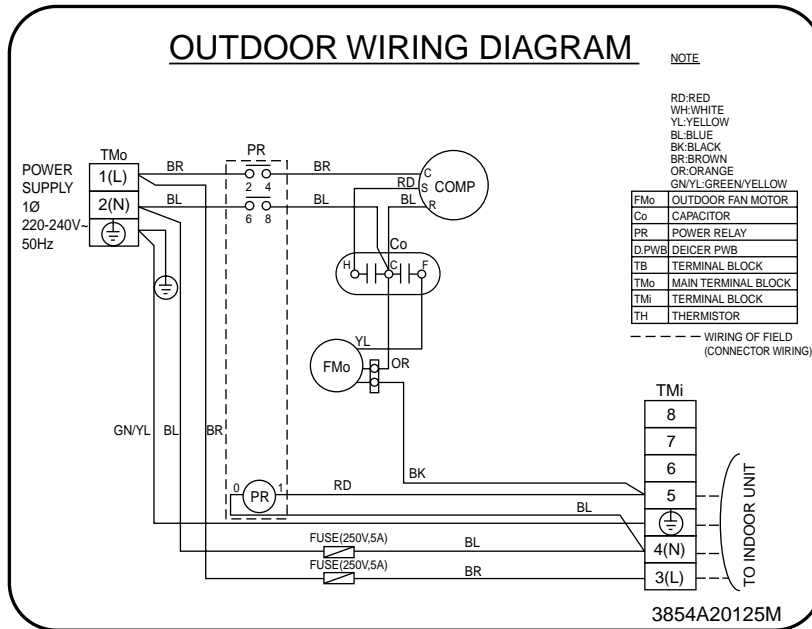 OUTDOOR WIRING DIAGRAM
NOTE
RD:RED
WH:WHITE
YL:YELLOW
BL:BLUE
BK:BLACK
BR:BROWN
OR:ORANGE
GN/YL:GREEN/YELLOW
FMo OUTDOOR FAN MOTOR
Co CAPACITOR
PR POWER RELAY
D.PWB DEICER PWB
TB TERMINAL BLOCK
TMo MAIN TERMINAL BLOCK
TMi TERMINAL BLOCK
TH THERMISTOR
WIRING OF FIELD
(CONNECTOR WIRING)
POWER
SUPPLY
1Ø
220-240V~
50Hz
TMo
1(L)
2(N)
BR
BL
PR
2 4
6 8
BR
BL
RD
BL
C
S
R
COMP
Co
H
C
F
YL
FMo
OR
GN/YL
BL
BR
BK
0
PR
1
RD
BL
FUSE(250V,5A)
BL
FUSE(250V,5A)
BR
TMi
8
7
6
5
4(N)
3(L)
TO INDOOR UNIT
3854A20125M